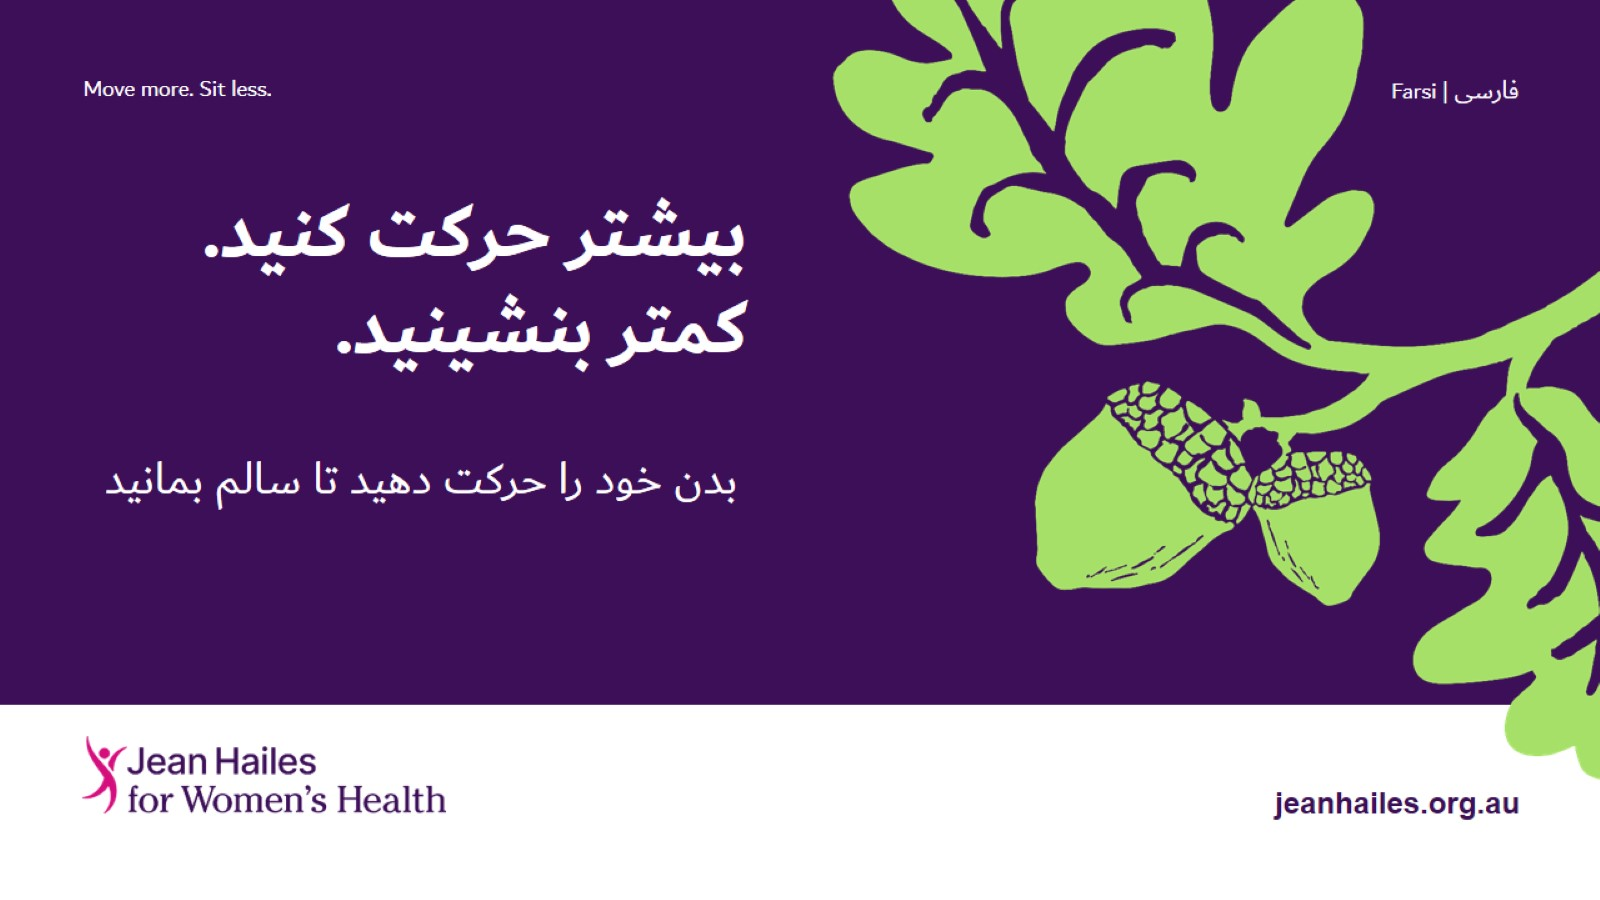 Move more. Sit less.
Farsi | فارسی
بیشتر حرکت کنید.
کمتر بنشینید.
بدن خود را حرکت دهید تا سالم بمانید
Jean Hailes
for Women's Health
jeanhailes.org.au